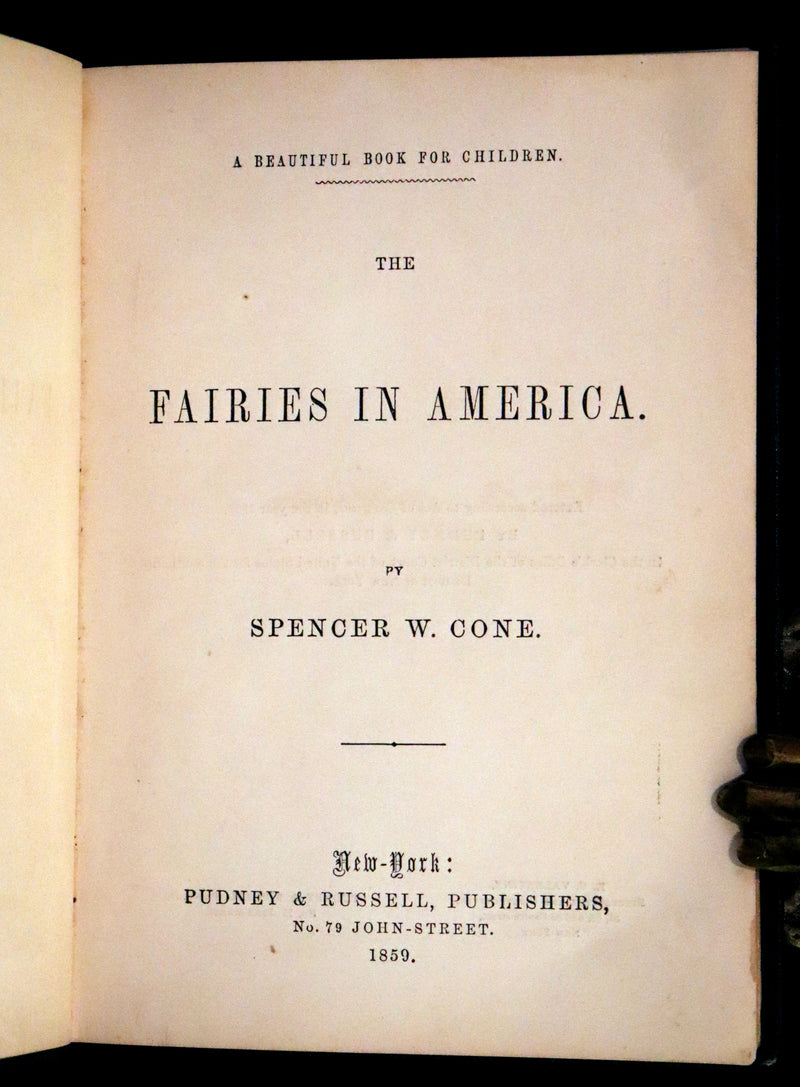 A BEAUTIFUL BOOK FOR CHILDREN.
THE
FAIRIES IN AMERICA.
BY
SPENCER W. CONE.
New-York:
PUDNEY & RUSSELL, PUBLISHERS,
No. 79 JOHN-STREET.
1859.